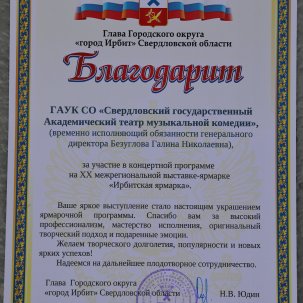 Глава Городского округа
«город Ирбит» Свердловской области
Благодарит
ГАУК СО «Свердловский государственный
Академический театр музыкальной комедии»,
(временно исполняющий обязанности генерального
директора Безуглова Галина Николаевна),
за участие в концертной программе
на XX межрегиональной выставке-ярмарке
«Ирбитская ярмарка».
Ваше яркое выступление стало настоящим украшением
ярмарочной программы. Спасибо вам за высокий
профессионализм, мастерство исполнения, оригинальный
творческий подход и подаренные эмоции.
Желаем творческого долголетия, популярности и новых
ярких успехов!
Надеемся на дальнейшее плодотворное сотрудничество.
Глава Городского округа
«город Ирбит» Свердловской области Н.В. Юдин